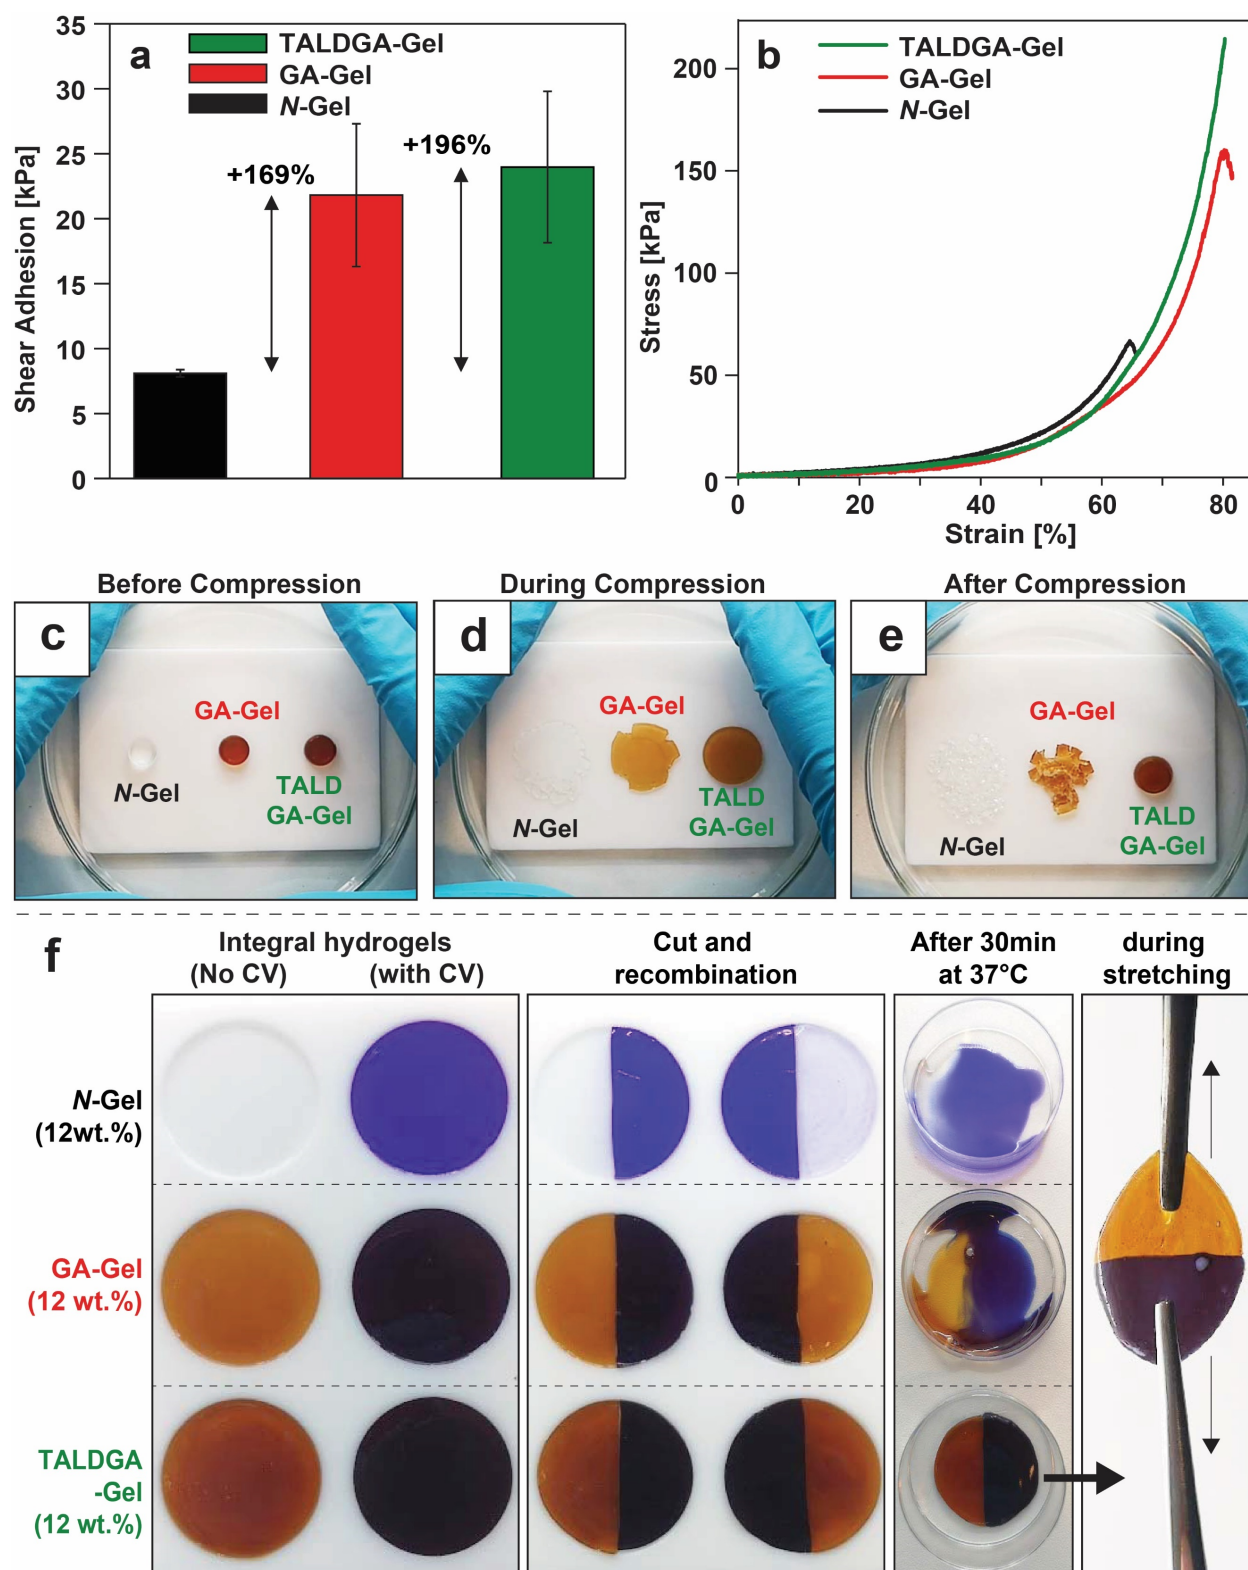 a
TALDGA-Gel
GA-Gel
N-Gel
+169%
+196%
Shear Adhesion [kPa]
35
30
25
20
15
10
5
0
b
TALDGA-Gel
GA-Gel
N-Gel
Stress [kPa]
200
150
100
50
0
0
20
40
60
80
Strain [%]
Before Compression
During Compression
After Compression
c
GA-Gel
N-Gel
TALD
GA-Gel
d
GA-Gel
N-Gel
TALD
GA-Gel
e
GA-Gel
N-Gel
TALD
GA-Gel
f
Integral hydrogels
(No CV)
(with CV)
Cut and
recombination
After 30min
at 37°C
during
stretching
N-Gel
(12wt.%)
GA-Gel
(12 wt.%)
TALDGA
-Gel
(12 wt.%)